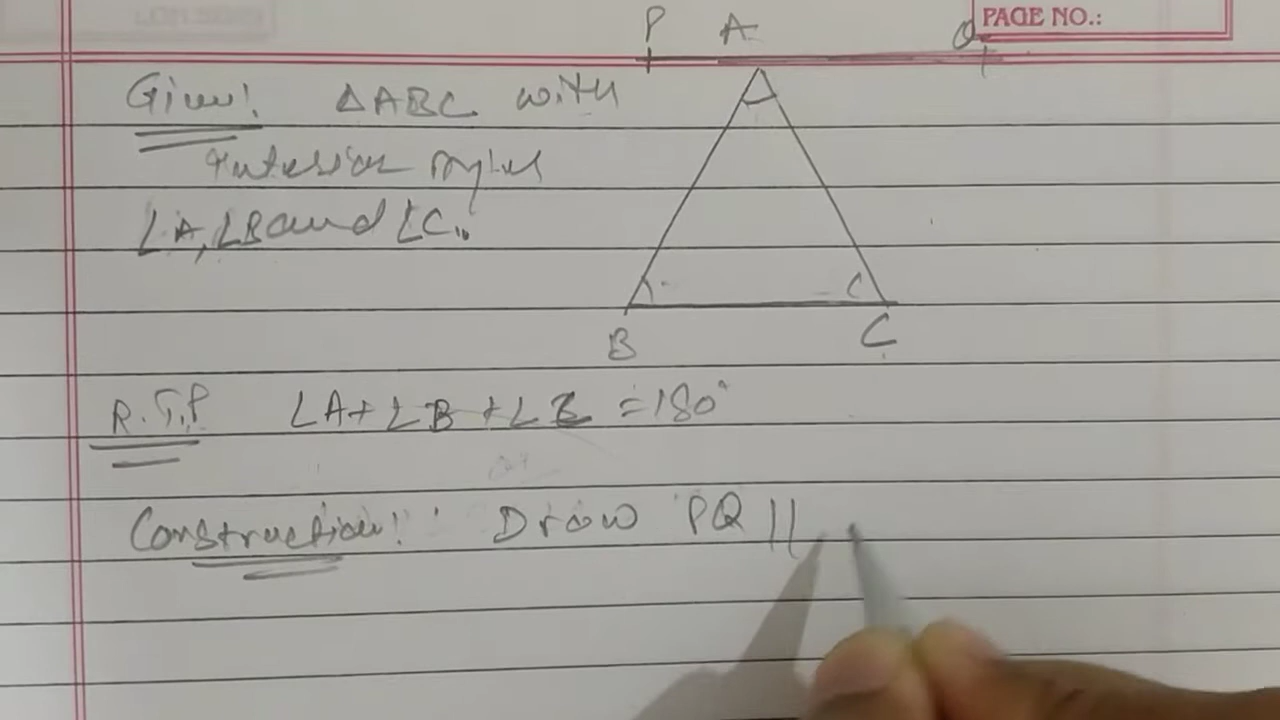 PAGE NO.:
P A Q
Given: ΔABC with
interior angles
∠A, ∠B and ∠C.
B C
R.T.P ∠A+∠B+∠C =180°
Construction: Draw PQ ||